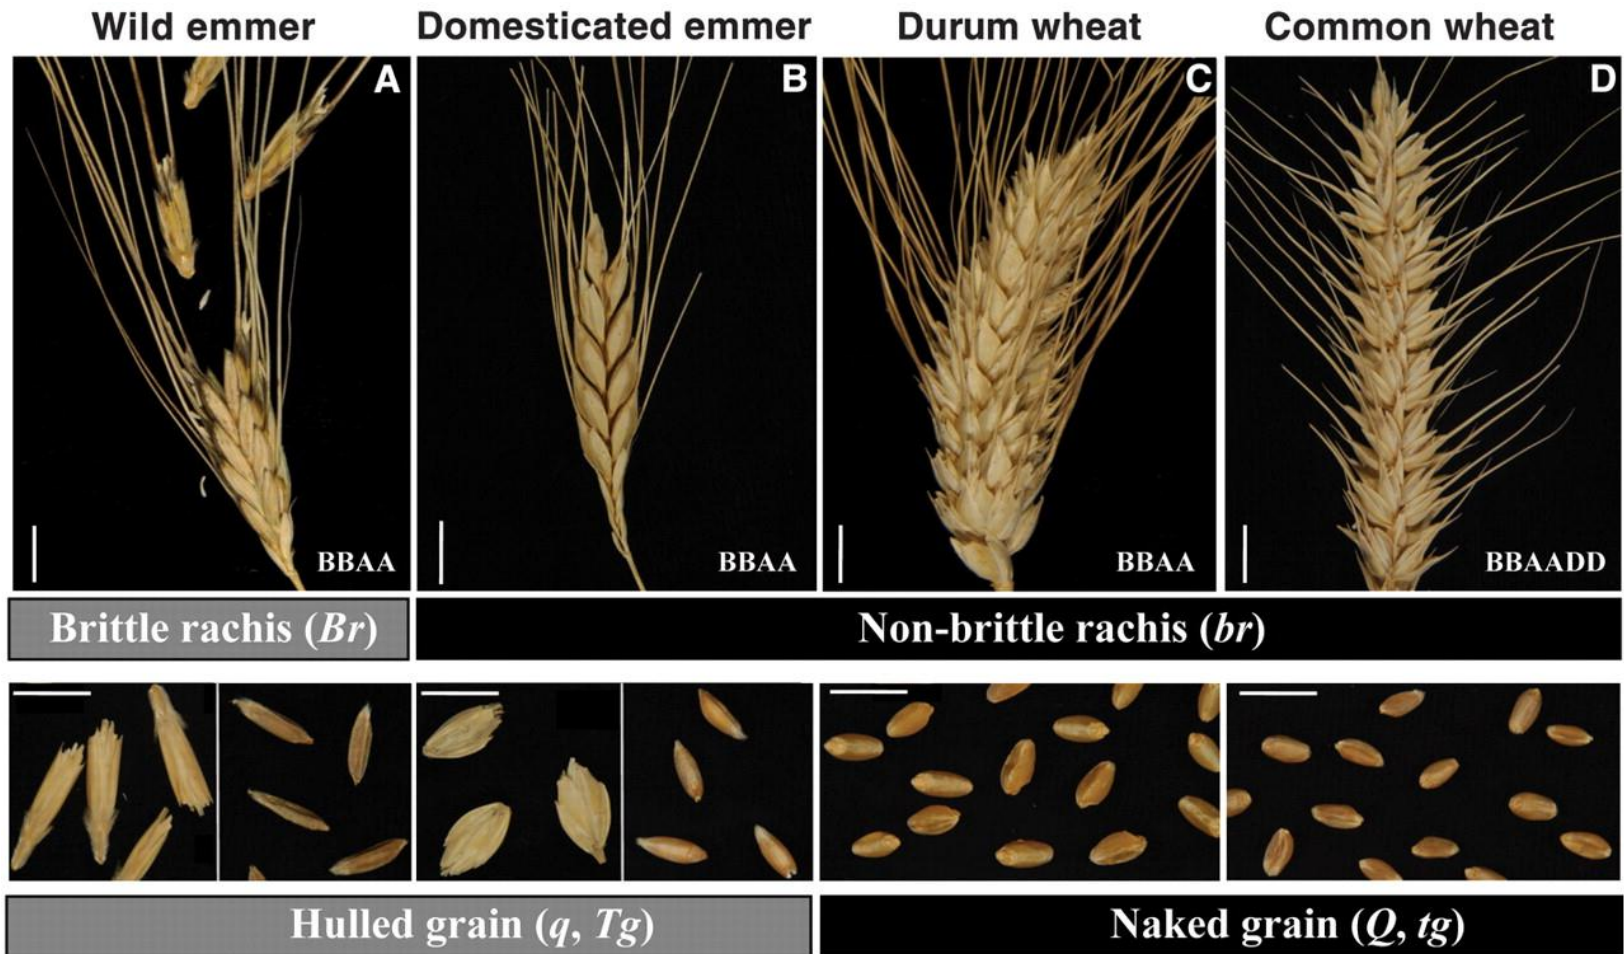 Wild emmer
Domesticated emmer
Durum wheat
Common wheat
A
B
C
D
BBAA
BBAA
BBAA
BBAADD
Brittle rachis (Br)
Non-brittle rachis (br)
Hulled grain (q, Tg)
Naked grain (Q, tg)